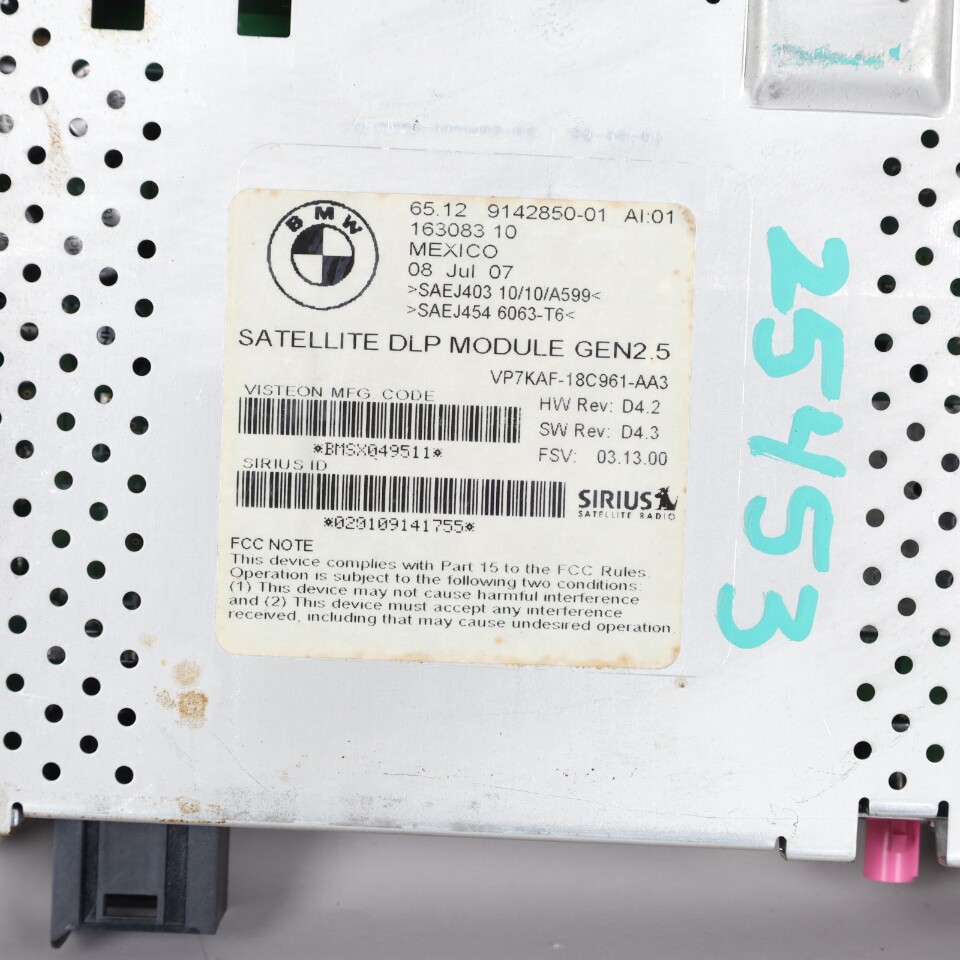 BMW
65.12 9142850-01 AI:01
163083 10
MEXICO
08 Jul 07
>SAEJ403 10/10/A599<
>SAEJ454 6063-T6<
SATELLITE DLP MODULE GEN2.5
VP7KAF-18C961-AA3
VISTEON MFG. CODE
HW Rev: D4.2
SW Rev: D4.3
*BMSX049511*
FSV: 03.13.00
SIRIUS ID
SIRIUS
SATELLITE RADIO
*029109141755*
FCC NOTE
This device complies with Part 15 to the FCC Rules.
Operation is subject to the following two conditions:
(1) This device may not cause harmful interference
and (2) This device must accept any interference
received, including that may cause undesired operation.
25453